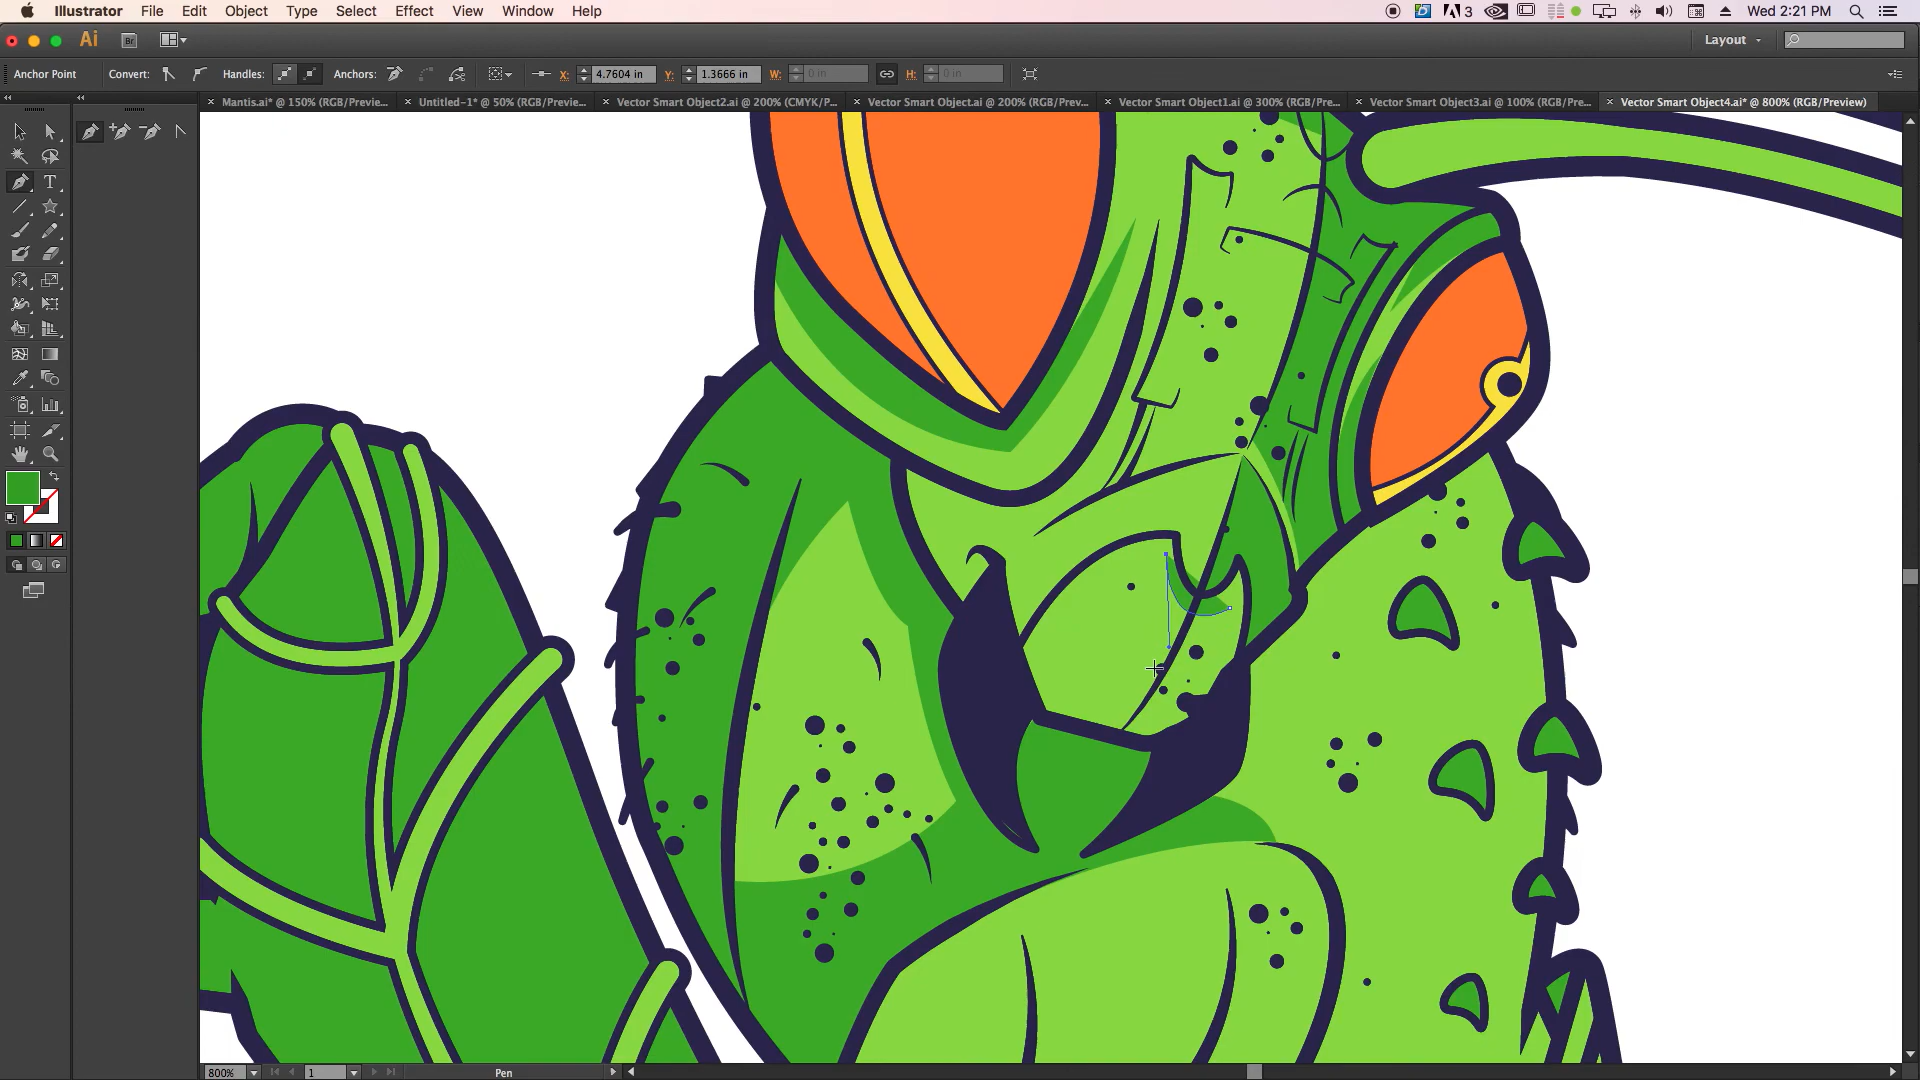 Illustrator File Edit Object Type Select Effect View Window Help 3 Wed 2:21 PM
Ai Br Layout
Anchor Point Convert: Handles: Anchors: X: 4.7604 in Y: 1.3666 in W: 0 in H: 0 in
Mantis.ai* @ 150% (RGB/Previe... Untitled-1* @ 50% (RGB/Previe... Vector Smart Object2.ai @ 200% (CMYK/P... Vector Smart Object.ai @ 200% (RGB/Prev... Vector Smart Object1.ai @ 300% (RGB/Pre... Vector Smart Object3.ai @ 100% (RGB/Pre... Vector Smart Object4.ai* @ 800% (RGB/Preview)
T
800% 1 Pen